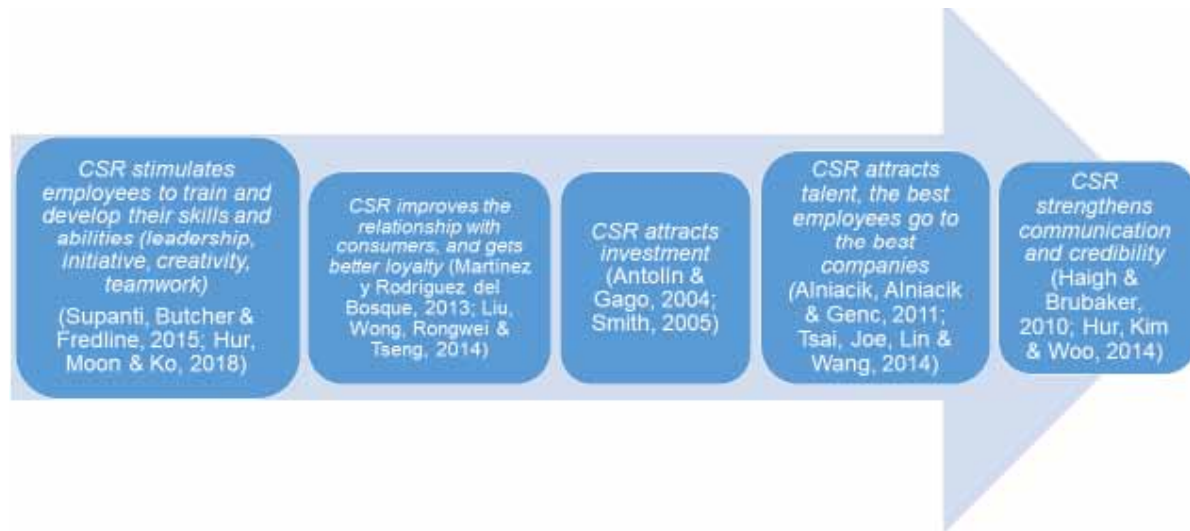 CSR stimulates
employees to train and
develop their skills and
abilities (leadership,
initiative, creativity,
teamwork)
(Supanti, Butcher &
Fredline, 2015; Hur,
Moon & Ko, 2018)
CSR improves the
relationship with
consumers, and gets
better loyalty (Martínez
y Rodríguez del
Bosque, 2013; Liu,
Wong, Rongwei &
Tseng, 2014)
CSR attracts
investment
(Antolín &
Gago, 2004;
Smith, 2005)
CSR attracts
talent, the best
employees go to
the best
companies
(Alniacik, Alniacik
& Genc, 2011;
Tsai, Joe, Lin &
Wang, 2014)
CSR
strengthens
communication
and credibility
(Haigh &
Brubaker,
2010; Hur, Kim
& Woo, 2014)